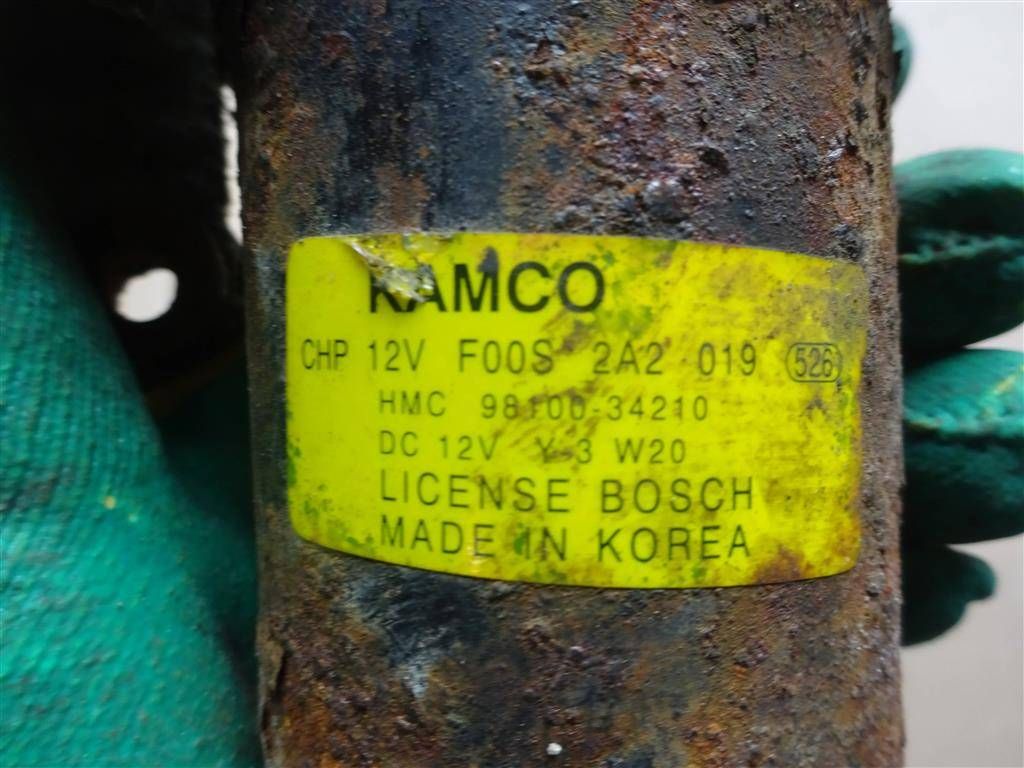 KAMCO
CHP 12V F00S 2A2 019 526
HMC 98100-34210
DC 12V Y-3 W20
LICENSE BOSCH
MADE IN KOREA